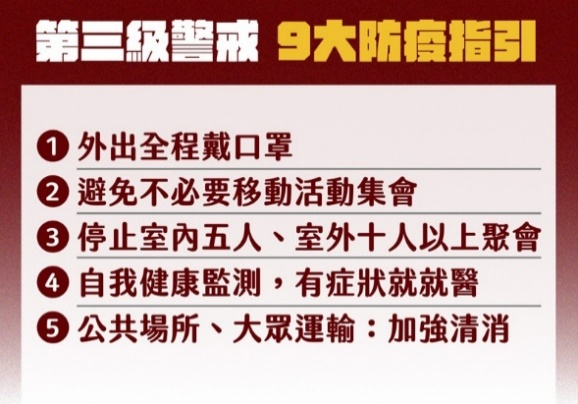 第三級警戒 9大防疫指引
1 外出全程戴口罩
2 避免不必要移動活動集會
3 停止室內五人、室外十人以上聚會
4 自我健康監測，有症狀就就醫
5 公共場所、大眾運輸：加強清消